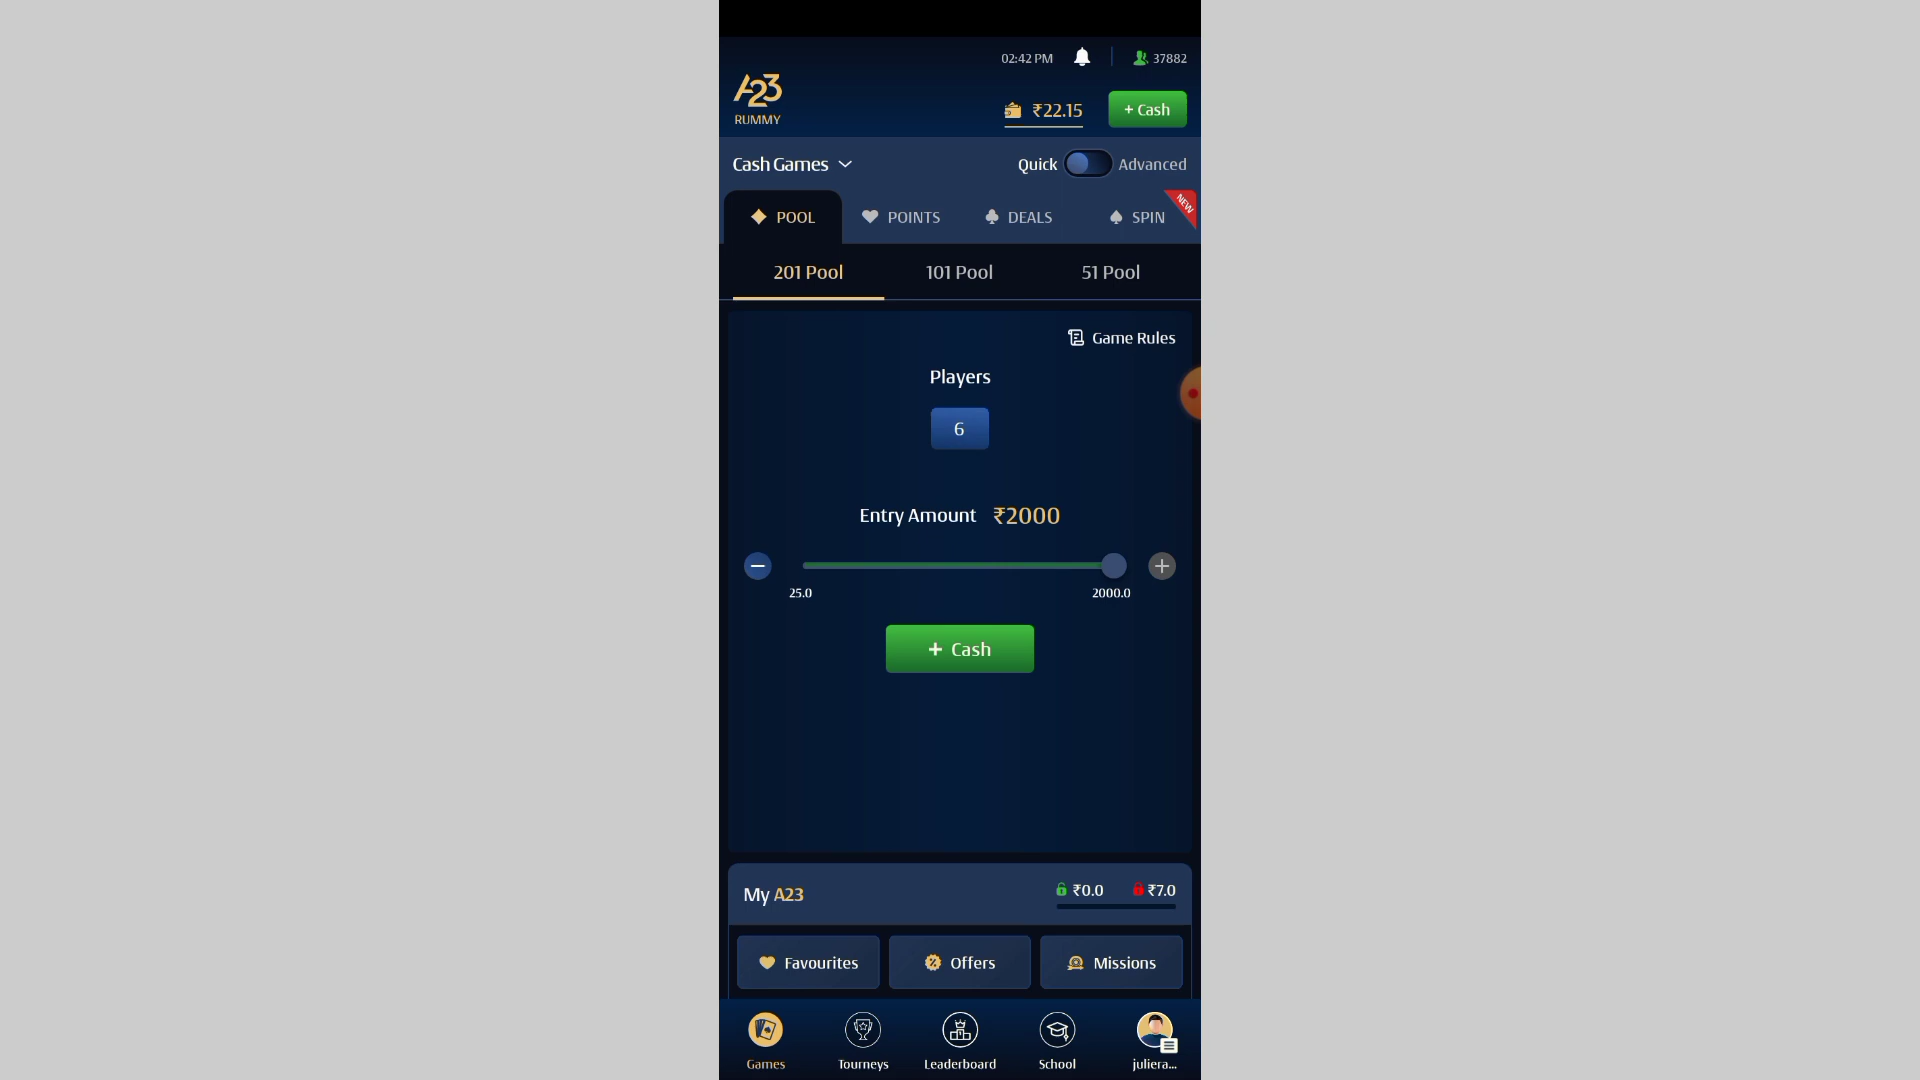 02:42 PM 37882
A23
RUMMY
₹22.15
+ Cash
Cash Games
Quick Advanced
POOL POINTS DEALS SPIN NEW
201 Pool 101 Pool 51 Pool
Game Rules
Players
6
Entry Amount ₹2000
25.0 2000.0
+ Cash
My A23 ₹0.0 ₹7.0
Favourites Offers Missions
Games Tourneys Leaderboard School juliera...